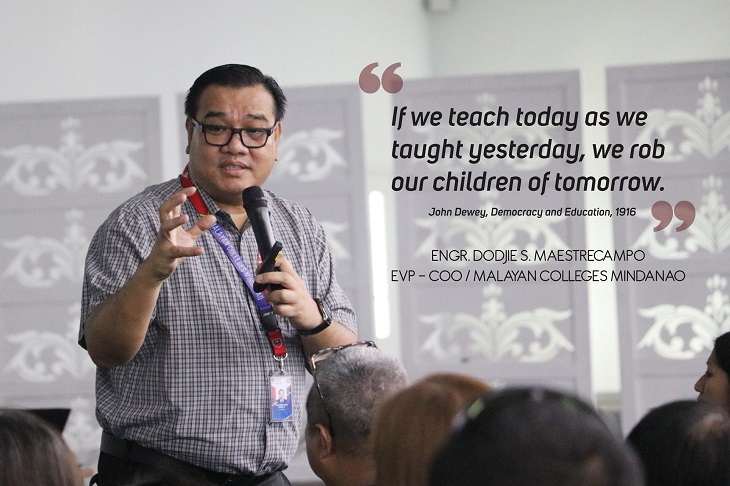 If we teach today as we
taught yesterday, we rob
our children of tomorrow.
John Dewey, Democracy and Education, 1916
ENGR. DODJIE S. MAESTRECAMPO
EVP – COO / MALAYAN COLLEGES MINDANAO